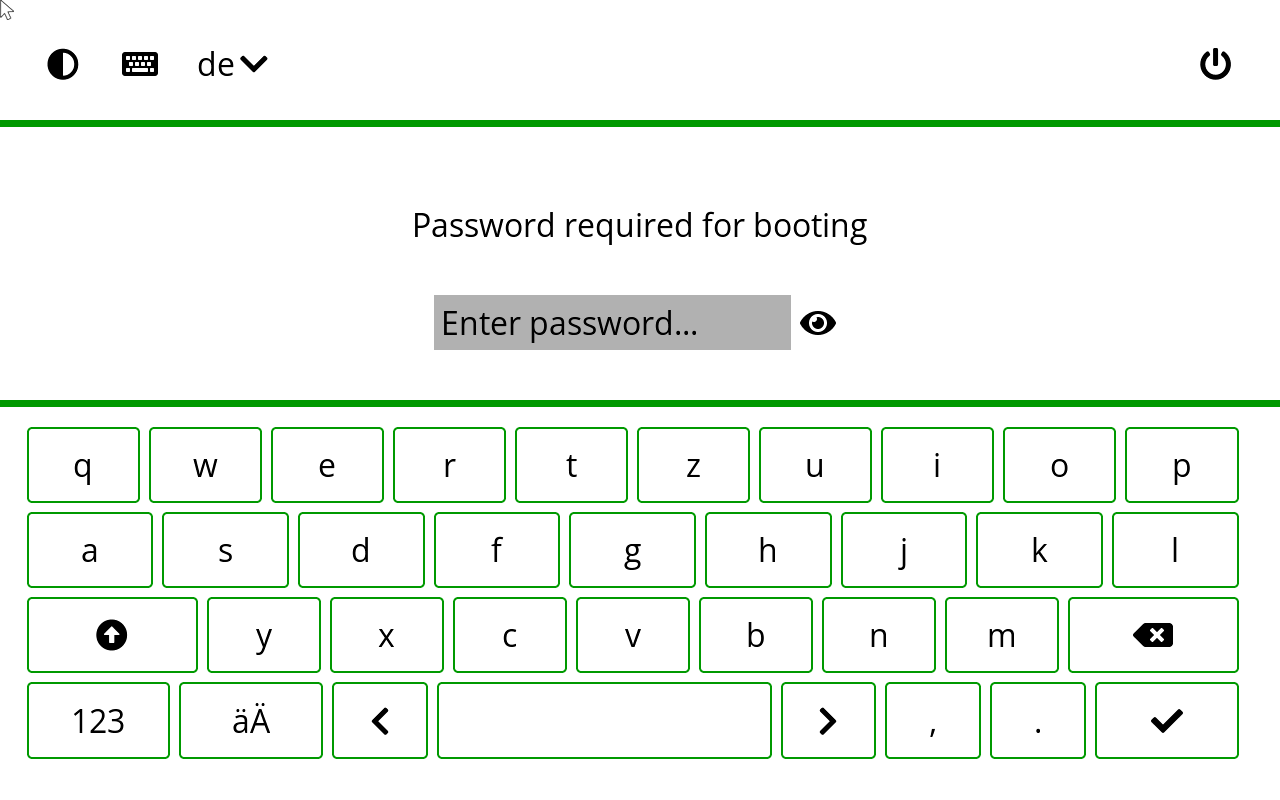 de
Password required for booting
Enter password...
q w e r t z u i o p
a s d f g h j k l
y x c v b n m
123 äÄ , .